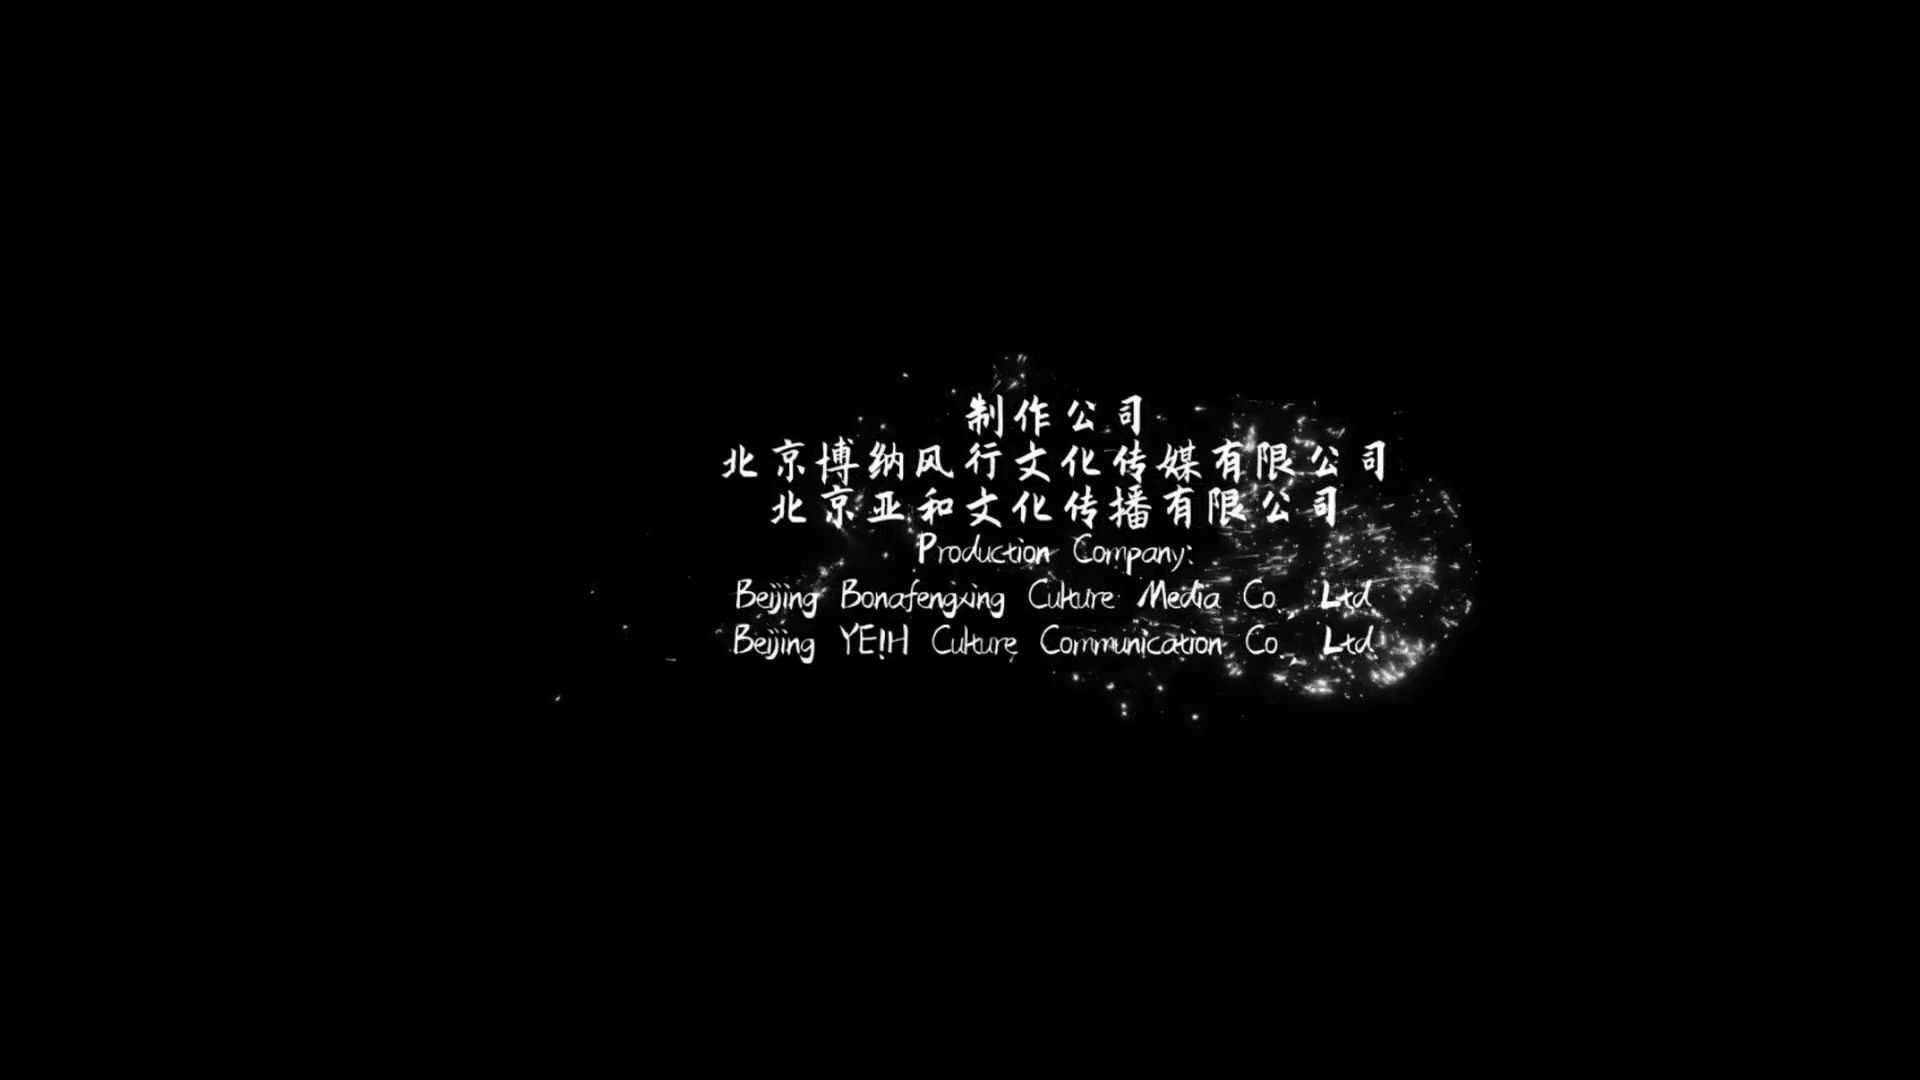 制作公司
北京博纳风行文化传媒有限公司
北京亚和文化传播有限公司
Production Company:
Beijing Bonafengxing Culture Media Co., Ltd
Beijing YE!H Culture Communication Co., Ltd